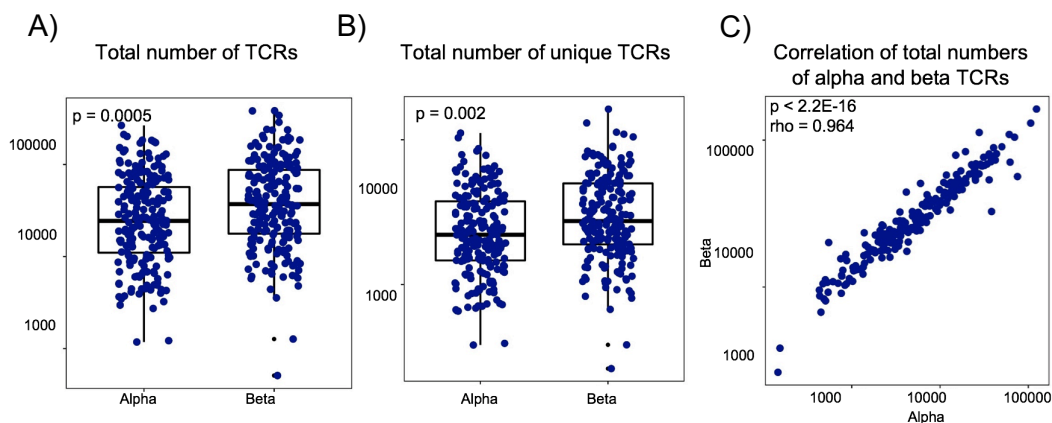 A)
Total number of TCRs
p = 0.0005
100000
10000
1000
Alpha
Beta
B)
Total number of unique TCRs
p = 0.002
10000
1000
Alpha
Beta
C)
Correlation of total numbers
of alpha and beta TCRs
p < 2.2E-16
rho = 0.964
100000
10000
1000
Beta
1000
10000
100000
Alpha